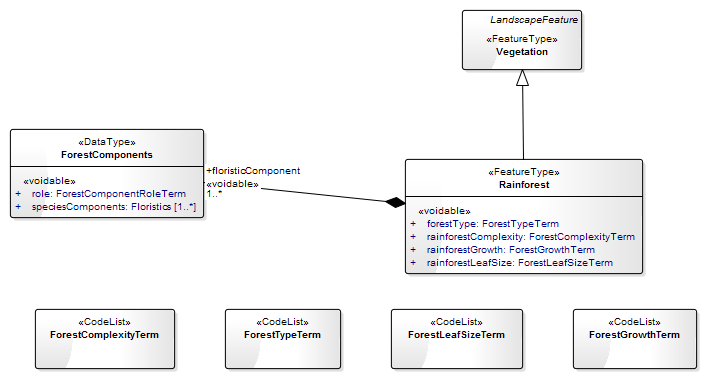 LandscapeFeature
«FeatureType»
Vegetation
«DataType»
ForestComponents
«voidable»
+ role: ForestComponentRoleTerm
+ speciesComponents: Floristics [1..*]
+floristicComponent
«voidable»
1..*
«FeatureType»
Rainforest
«voidable»
+ forestType: ForestTypeTerm
+ rainforestComplexity: ForestComplexityTerm
+ rainforestGrowth: ForestGrowthTerm
+ rainforestLeafSize: ForestLeafSizeTerm
«CodeList»
ForestComplexityTerm
«CodeList»
ForestTypeTerm
«CodeList»
ForestLeafSizeTerm
«CodeList»
ForestGrowthTerm